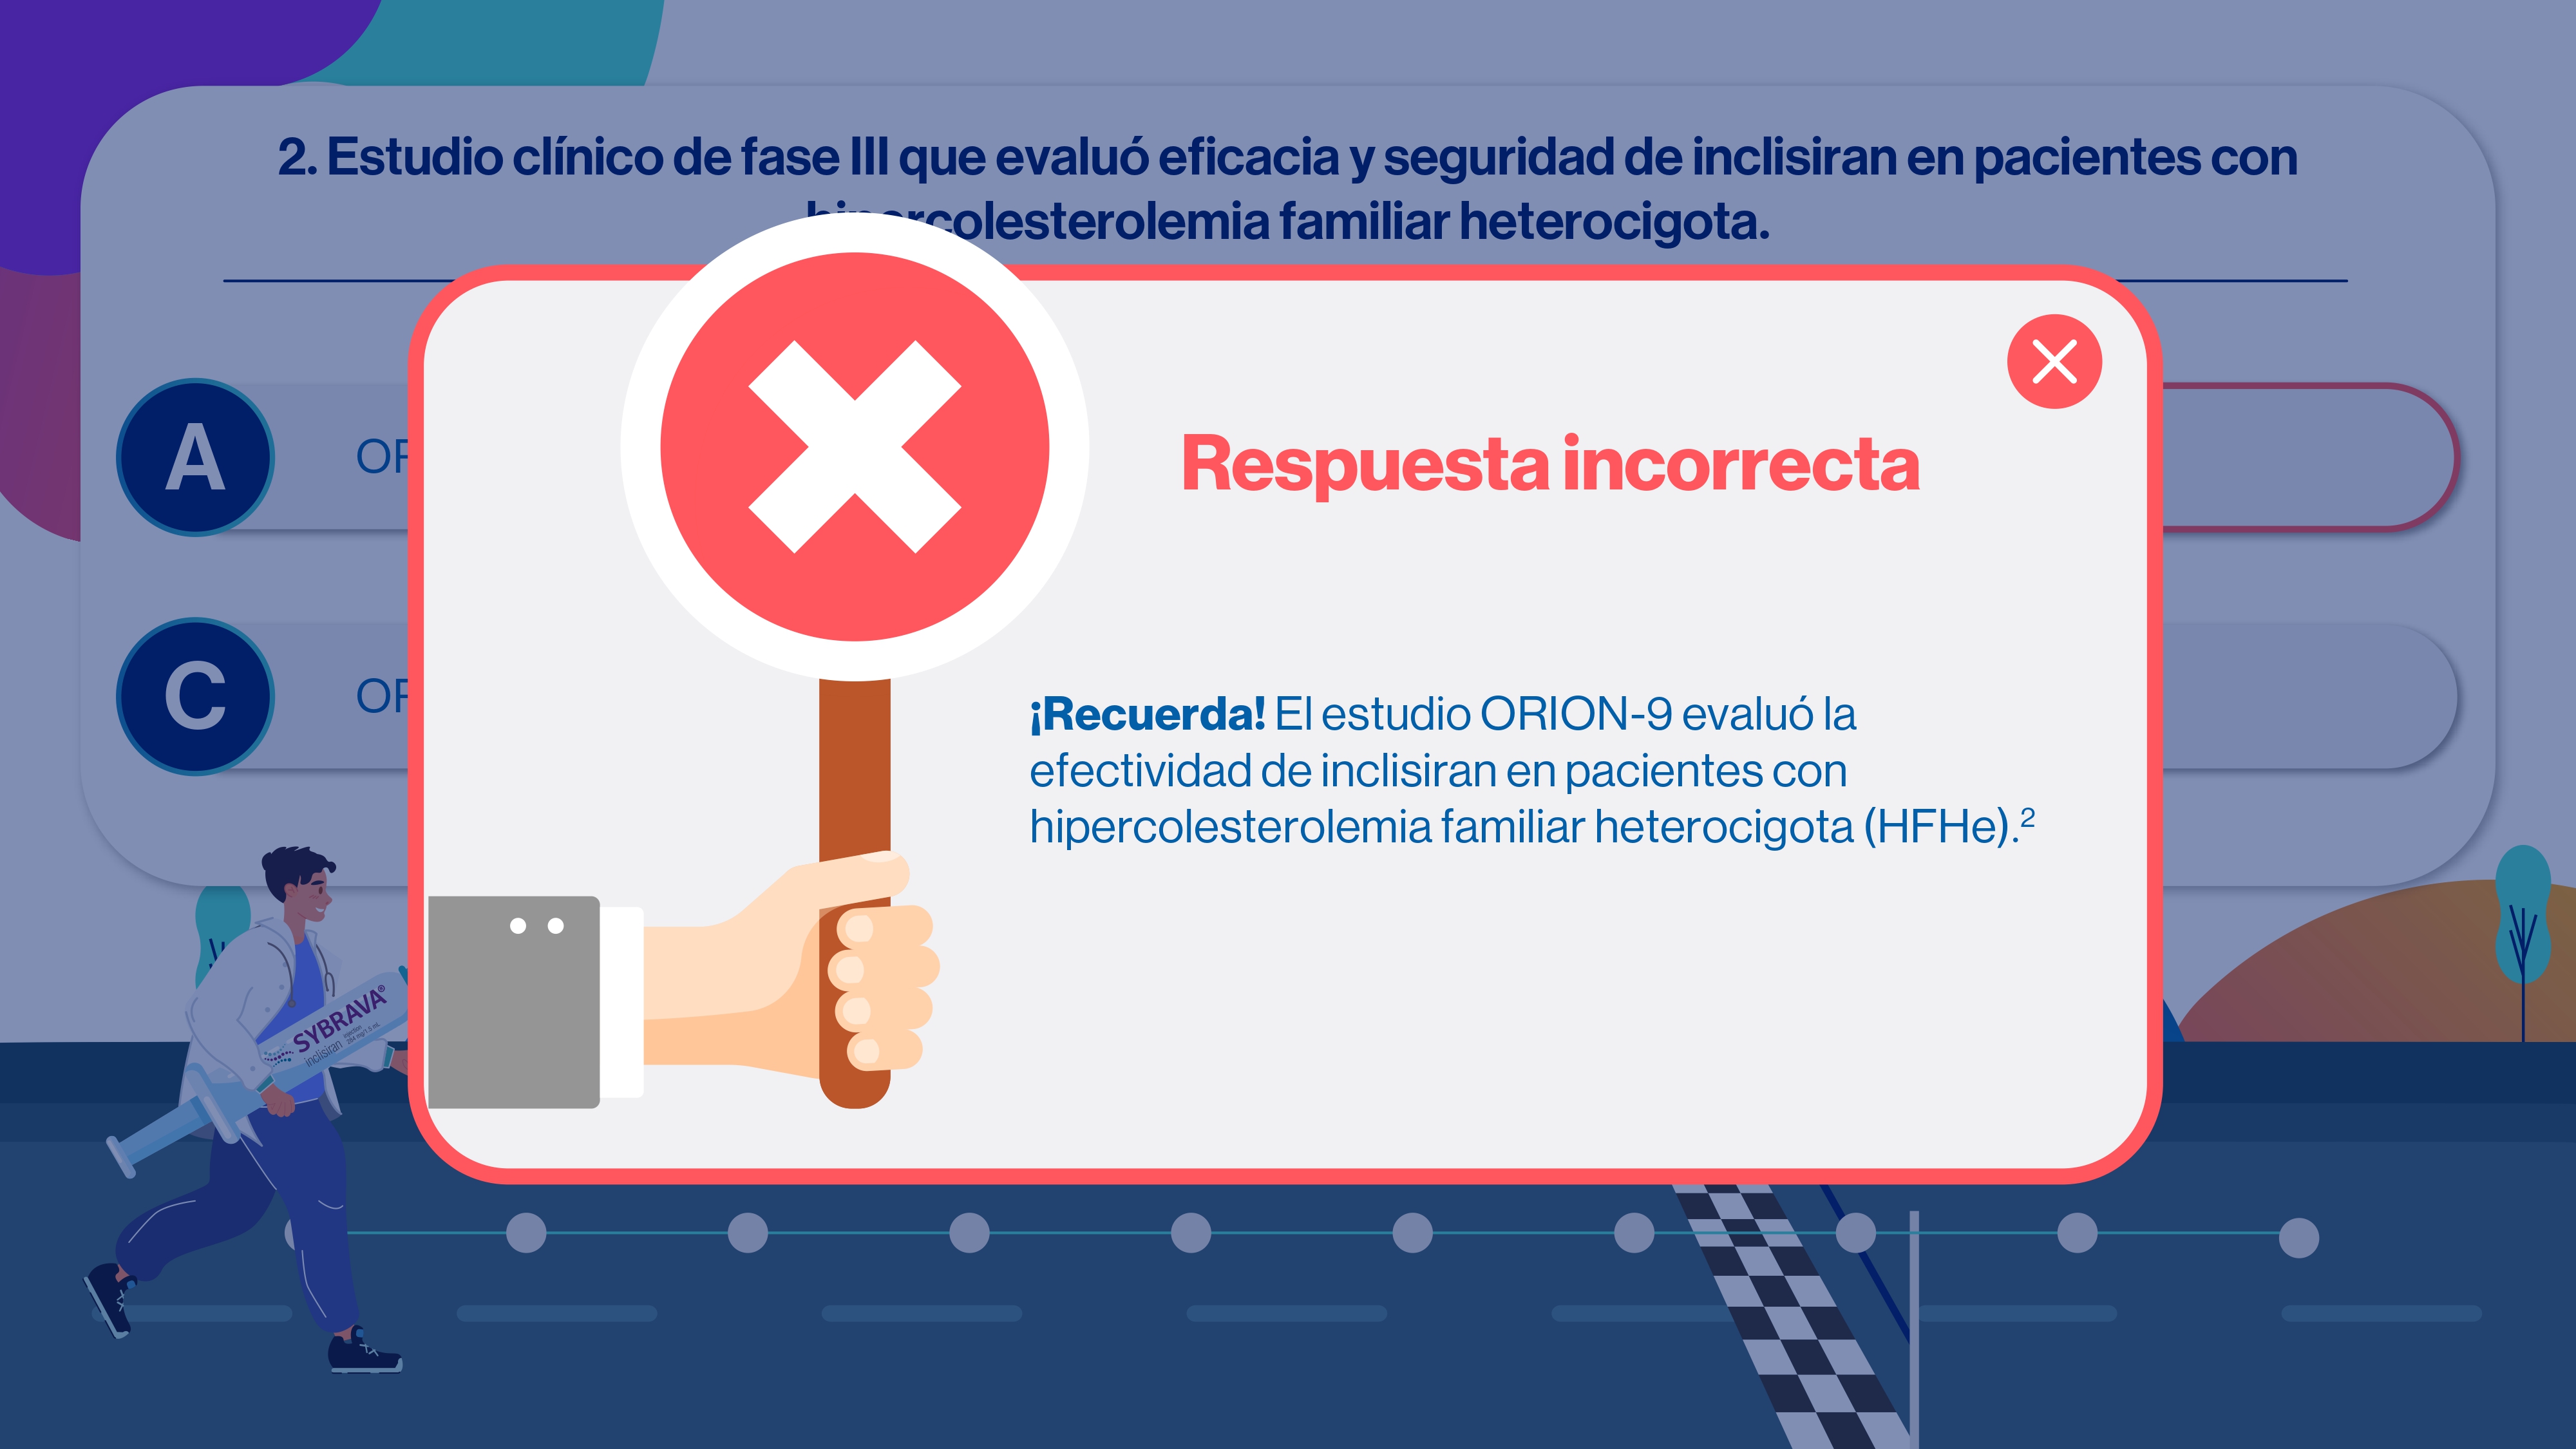 2. Estudio clínico de fase III que evaluó eficacia y seguridad de inclisiran en pacientes con
hipercolesterolemia familiar heterocigota.
A
Respuesta incorrecta
C
¡Recuerda! El estudio ORION-9 evaluó la
efectividad de inclisiran en pacientes con
hipercolesterolemia familiar heterocigota (HFHe).²
SYBRAVA®
inclisiran